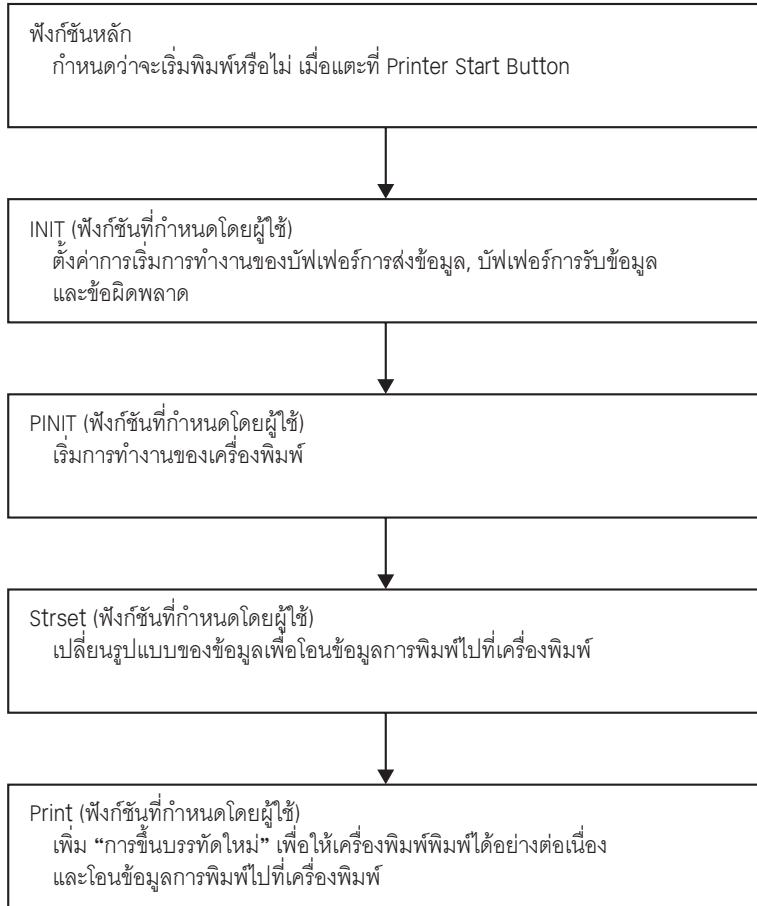 ฟังก์ชันหลัก
กำหนดว่าจะเริ่มพิมพ์หรือไม่ เมื่อแตะที่ Printer Start Button
INIT (ฟังก์ชันที่กำหนดโดยผู้ใช้)
ตั้งค่าการเริ่มการทำงานของบัฟเฟอร์การส่งข้อมูล, บัฟเฟอร์การรับข้อมูล
และข้อผิดพลาด
PINIT (ฟังก์ชันที่กำหนดโดยผู้ใช้)
เริ่มการทำงานของเครื่องพิมพ์
Strset (ฟังก์ชันที่กำหนดโดยผู้ใช้)
เปลี่ยนรูปแบบของข้อมูลเพื่อโอนข้อมูลการพิมพ์ไปที่เครื่องพิมพ์
Print (ฟังก์ชันที่กำหนดโดยผู้ใช้)
เพิ่ม “การขึ้นบรรทัดใหม่” เพื่อให้เครื่องพิมพ์พิมพ์ได้อย่างต่อเนื่อง
และโอนข้อมูลการพิมพ์ไปที่เครื่องพิมพ์